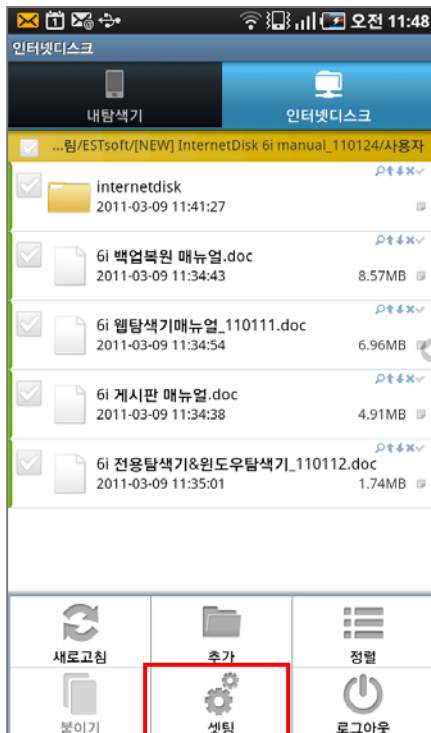 오전 11:48
인터넷디스크
내탐색기
인터넷디스크
...림/ESTsoft/[NEW] InternetDisk 6i manual_110124/사용자
internetdisk
2011-03-09 11:41:27
6i 백업복원 매뉴얼.doc
2011-03-09 11:34:43
8.57MB
6i 웹탐색기매뉴얼_110111.doc
2011-03-09 11:34:54
6.96MB
6i 게시판 매뉴얼.doc
2011-03-09 11:34:38
4.91MB
6i 전용탐색기&윈도우탐색기_110112.doc
2011-03-09 11:35:01
1.74MB
새로고침
추가
정렬
붙이기
셋팅
로그아웃